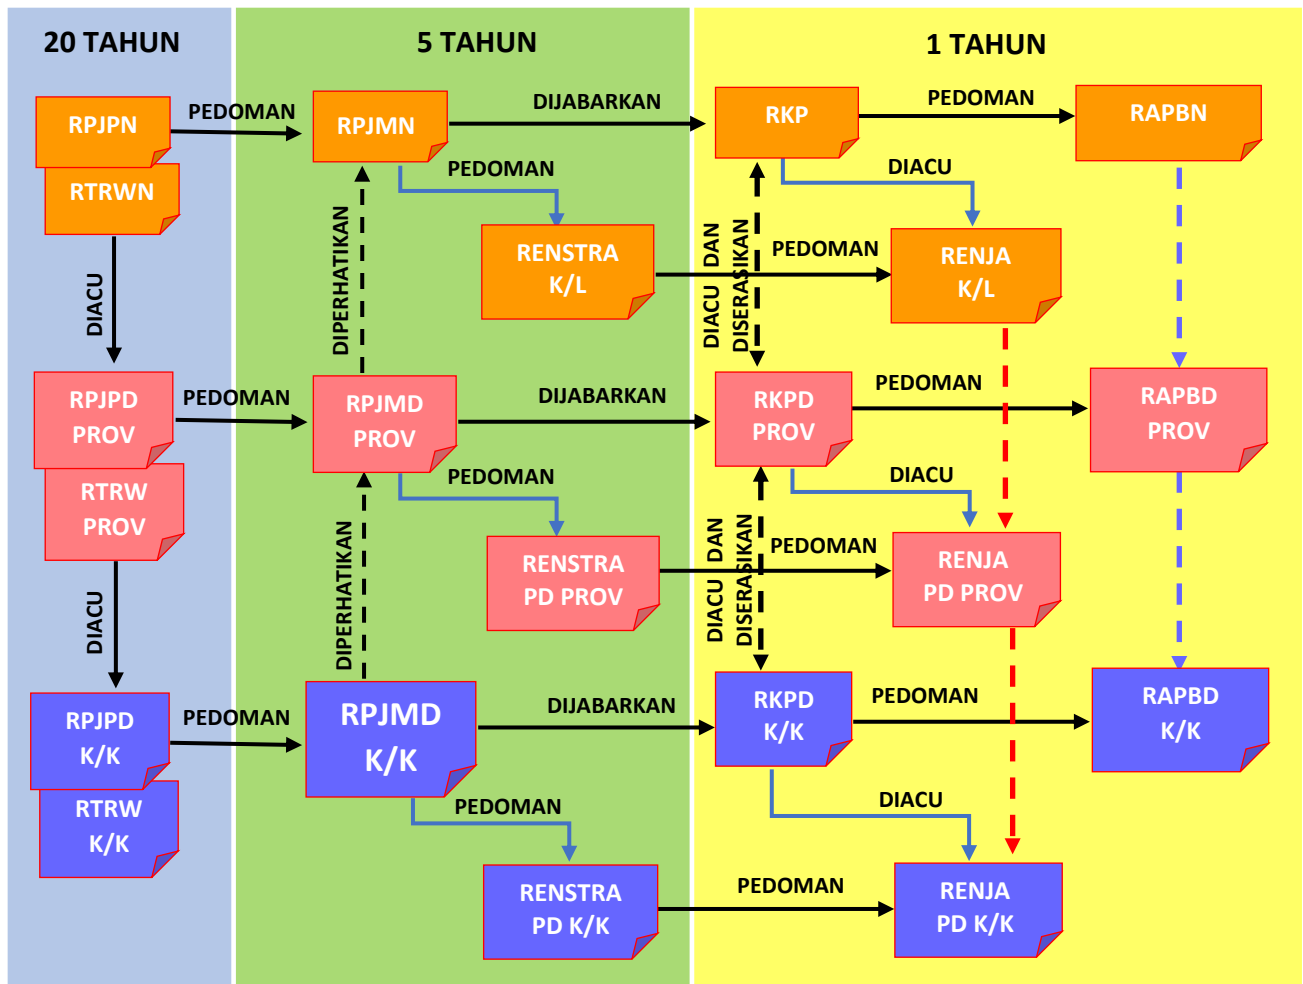 20 TAHUN
5 TAHUN
1 TAHUN
RPJPN
PEDOMAN
RPJMN
DIJABARKAN
RKP
PEDOMAN
RAPBN
RTRWN
PEDOMAN
DIACU
DIACU
DIPERHATIKAN
RENSTRA
K/L
PEDOMAN
DIACU DAN
DISERASIKAN
RENJA
K/L
RPJPD
PROV
PEDOMAN
RPJMD
PROV
DIJABARKAN
RKPD
PROV
PEDOMAN
RAPBD
PROV
RTRW
PROV
PEDOMAN
DIACU
DIACU
DIPERHATIKAN
RENSTRA
PD PROV
PEDOMAN
DIACU DAN
DISERASIKAN
RENJA
PD PROV
RPJPD
K/K
PEDOMAN
RPJMD
K/K
DIJABARKAN
RKPD
K/K
PEDOMAN
RAPBD
K/K
RTRW
K/K
PEDOMAN
DIACU
RENSTRA
PD K/K
PEDOMAN
RENJA
PD K/K